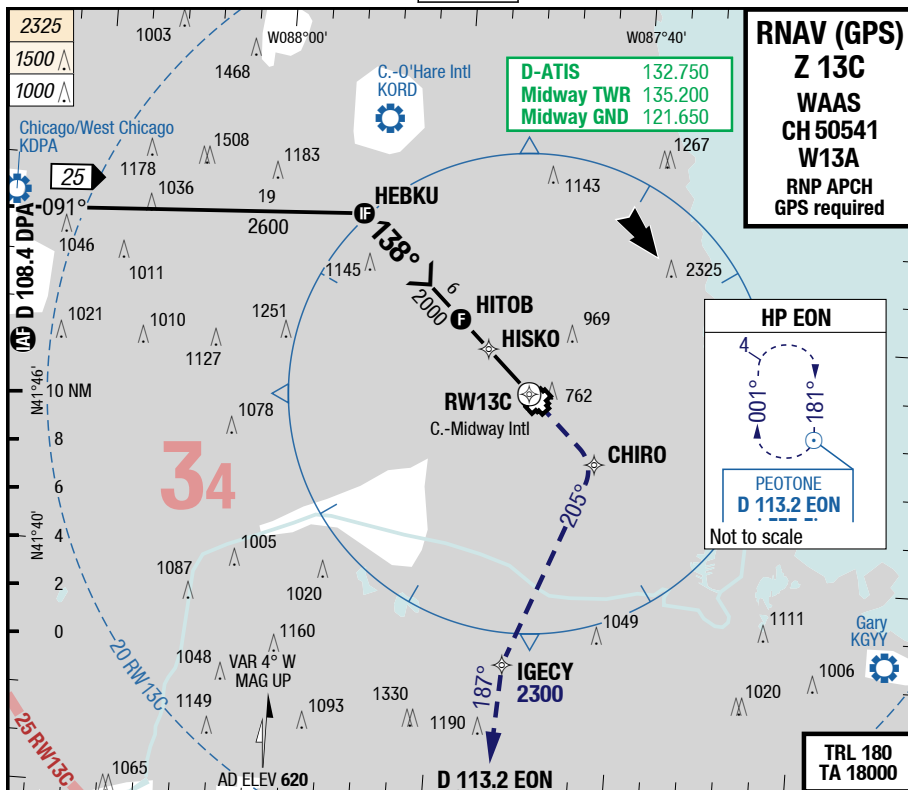 2325
1500
1000
1003
1468
W088°00'
W087°40'
C.-O'Hare Intl
KORD
D-ATIS 132.750
Midway TWR 135.200
Midway GND 121.650
RNAV (GPS)
Z 13C
WAAS
CH 50541
W13A
RNP APCH
GPS required
Chicago/West Chicago
KDPA
1178
1508
1183
1267
1143
25
1036
19
2600
091°
HEBKU
IF
138°
1046
1011
1145
2325
D 108.4 DPA
IAF
6
2000
HITOB
F
HISKO
1021
1010
1127
1251
969
HP EON
4
001°
181°
PEOTONE
D 113.2 EON
Not to scale
N41°46'
10 NM
8
6
4
2
0
N41°40'
RW13C
C.-Midway Intl
762
1078
34
CHIRO
205°
1005
1087
1020
1160
1048
20 RW13C
VAR 4° W
MAG UP
1149
1093
1330
1190
IGECY
2300
187°
1049
1111
Gary
KGYY
1006
1020
25 RW13C
1065
AD ELEV 620
D 113.2 EON
TRL 180
TA 18000